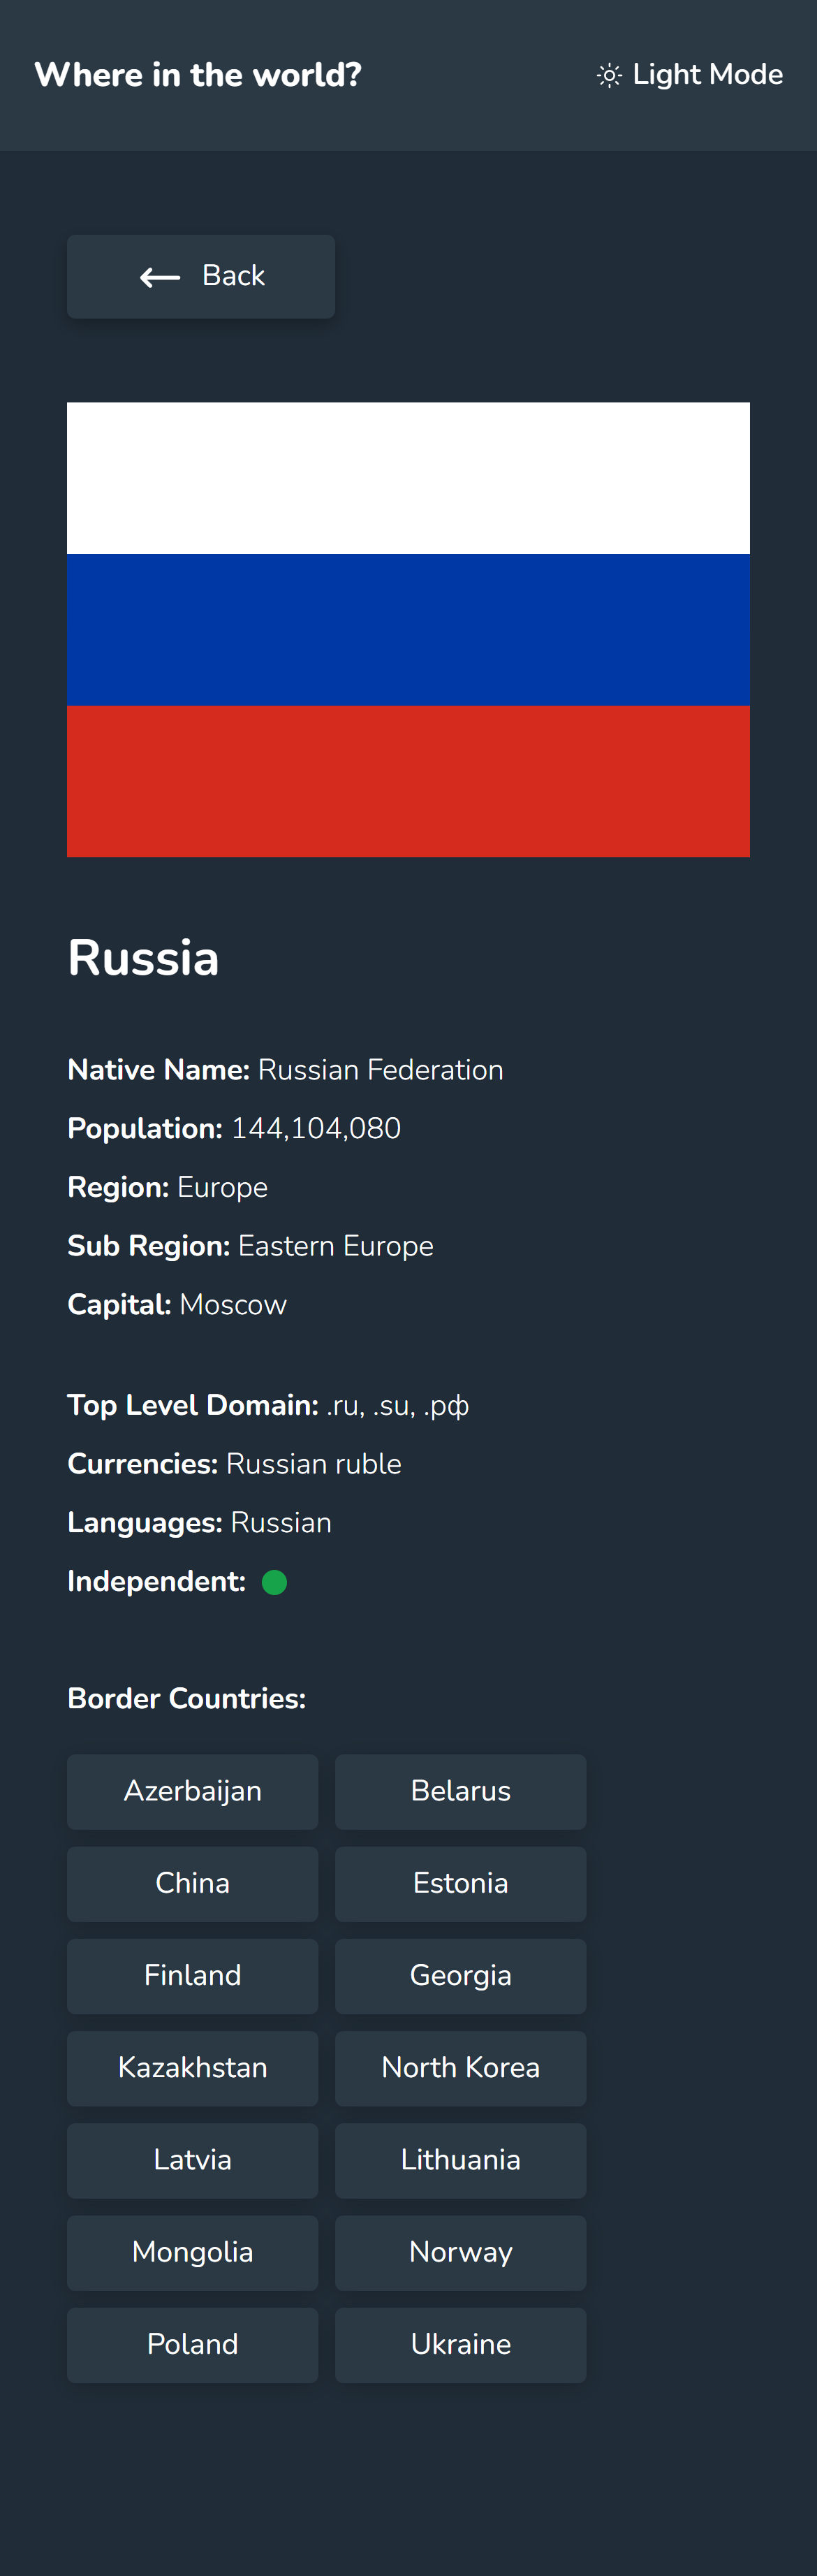 Where in the world?
Light Mode
Back
Russia
Native Name: Russian Federation
Population: 144,104,080
Region: Europe
Sub Region: Eastern Europe
Capital: Moscow
Top Level Domain: .ru, .su, .рф
Currencies: Russian ruble
Languages: Russian
Independent:
Border Countries:
Azerbaijan
Belarus
China
Estonia
Finland
Georgia
Kazakhstan
North Korea
Latvia
Lithuania
Mongolia
Norway
Poland
Ukraine